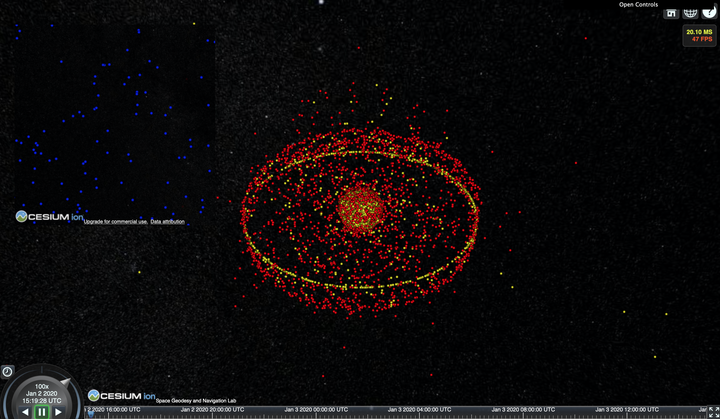 Open Controls
?
20.10 MS
47 FPS
CESIUM ion
Upgrade for commercial use. Data attribution
100x
Jan 2 2020
15:19:28 UTC
CESIUM ion
Space Geodesy and Navigation Lab
2 2020 16:00:00 UTC
Jan 2 2020 20:00:00 UTC
Jan 3 2020 00:00:00 UTC
Jan 3 2020 04:00:00 UTC
Jan 3 2020 08:00:00 UTC
Jan 3 2020 12:00:00 UTC